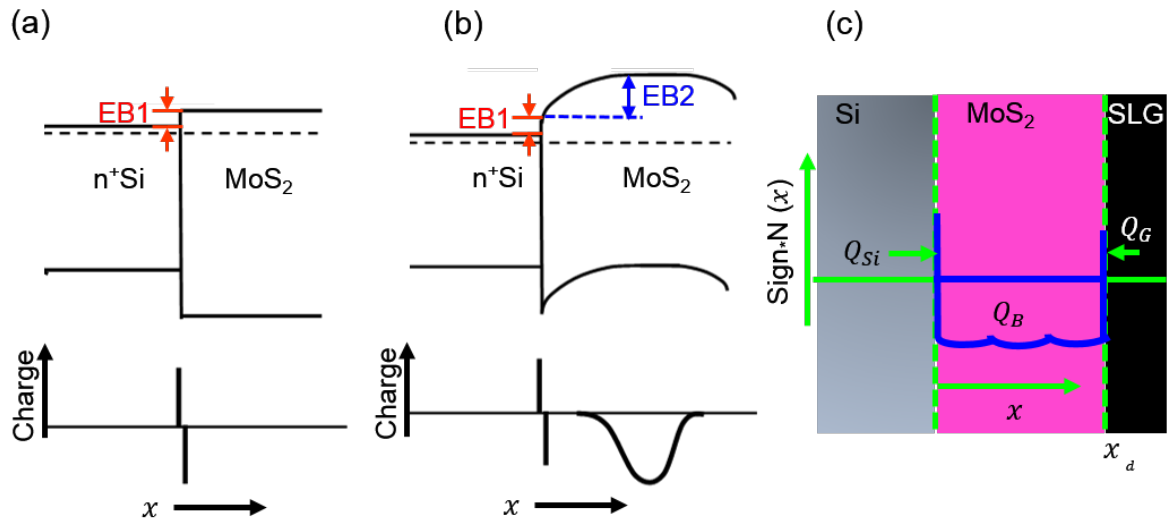 (a)
EB1
n⁺Si
MoS₂
Charge
x
(b)
EB1
EB2
n⁺Si
MoS₂
Charge
x
(c)
Si
MoS₂
SLG
Sign*N (x)
Q_Si
Q_G
Q_B
x
x_d